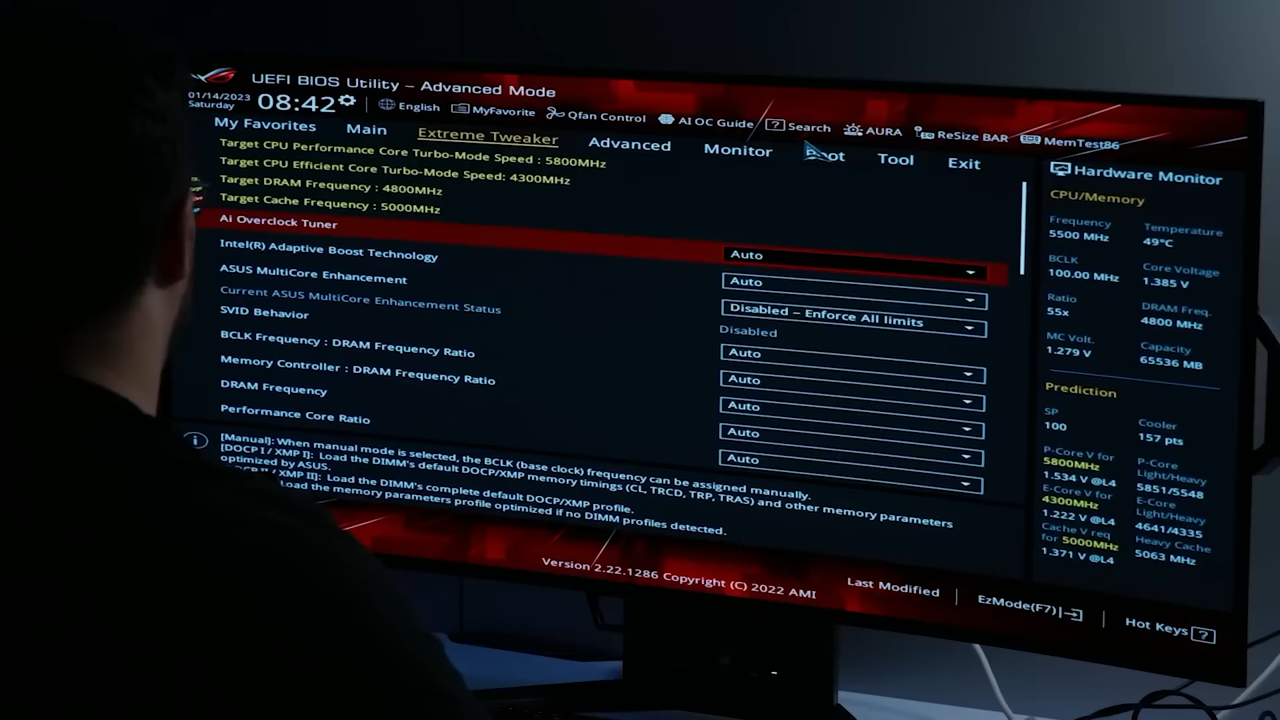 UEFI BIOS Utility – Advanced Mode
01/14/2023
Saturday
08:42
English
MyFavorite
Qfan Control
AI OC Guide
? Search
AURA
ReSize BAR
MemTest86
My Favorites
Main
Extreme Tweaker
Advanced
Monitor
Boot
Tool
Exit
Target CPU Performance Core Turbo-Mode Speed : 5800MHz
Target CPU Efficient Core Turbo-Mode Speed: 4300MHz
Target DRAM Frequency : 4800MHz
Target Cache Frequency : 5000MHz
Ai Overclock Tuner
Auto
Intel(R) Adaptive Boost Technology
Auto
ASUS MultiCore Enhancement
Disabled – Enforce All limits
Current ASUS MultiCore Enhancement Status
Disabled
SVID Behavior
Auto
BCLK Frequency : DRAM Frequency Ratio
Auto
Memory Controller : DRAM Frequency Ratio
Auto
DRAM Frequency
Auto
Performance Core Ratio
Auto
[Manual]: When manual mode is selected, the BCLK (base clock) frequency can be assigned manually.
[DOCP I / XMP I]: Load the DIMM's default DOCP/XMP memory timings (CL, TRCD, TRP, TRAS) and other memory parameters
optimized by ASUS.
II / XMP II]: Load the DIMM's complete default DOCP/XMP profile.
Load the memory parameters profile optimized if no DIMM profiles detected.
Hardware Monitor
CPU/Memory
Frequency
5500 MHz
Temperature
49°C
BCLK
100.00 MHz
Core Voltage
1.385 V
Ratio
55x
DRAM Freq.
4800 MHz
MC Volt.
1.279 V
Capacity
65536 MB
Prediction
SP
100
Cooler
157 pts
P-Core V for
5800MHz
1.534 V @L4
P-Core
Light/Heavy
5851/5548
E-Core V for
4300MHz
1.222 V @L4
E-Core
Light/Heavy
4641/4335
Cache V req
for 5000MHz
1.371 V @L4
Heavy Cache
5063 MHz
Version 2.22.1286 Copyright (C) 2022 AMI
Last Modified
EzMode(F7)
Hot Keys ?